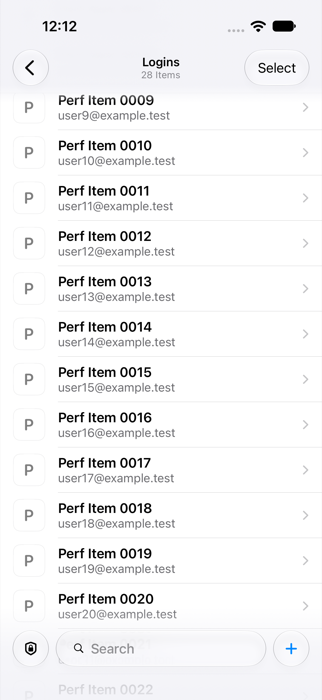 12:12
Logins
28 Items
Select
P
Perf Item 0009
user9@example.test
P
Perf Item 0010
user10@example.test
P
Perf Item 0011
user11@example.test
P
Perf Item 0012
user12@example.test
P
Perf Item 0013
user13@example.test
P
Perf Item 0014
user14@example.test
P
Perf Item 0015
user15@example.test
P
Perf Item 0016
user16@example.test
P
Perf Item 0017
user17@example.test
P
Perf Item 0018
user18@example.test
P
Perf Item 0019
user19@example.test
P
Perf Item 0020
user20@example.test
Search
P
Perf Item 0022